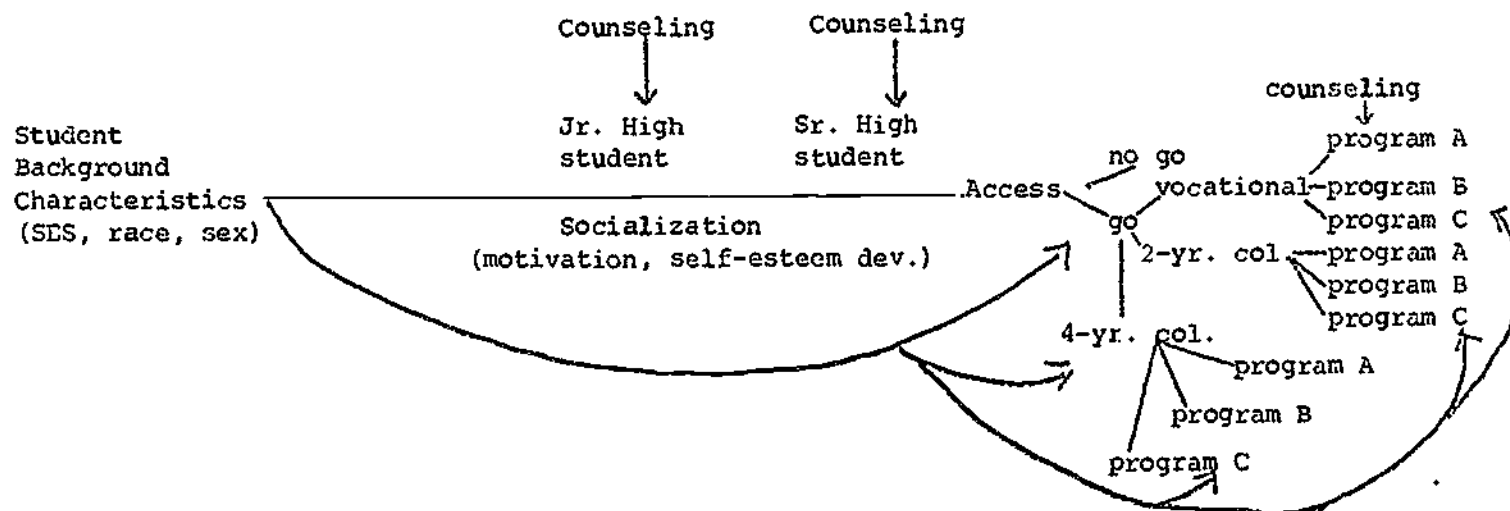 Counseling
Counseling
counseling
Student
Background
Characteristics
(SES, race, sex)
Jr. High
student
Sr. High
student
Socialization
(motivation, self-esteem dev.)
.Access
no go
go
vocational
program A
program B
program C
2-yr. col.
program A
program B
program C
4-yr. col.
program A
program B
program C